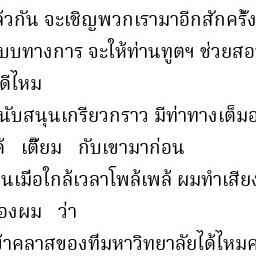 ัวกัน จะเชิญพวกเรามาอีกสักครั้ง
แบบทางการ จะให้ท่านทูตฯ ช่วยสอ
ดีไหม
นับสนุนเกรียวกราว มีท่าทางเต็มอ
เตี๊ยม กับเขามาก่อน
นเมื่อใกล้เวลาโพล้เพล้ ผมทำเสียง
องผม ว่า
ข้าคลาสของที่มหาวิทยาลัยได้ไหมค